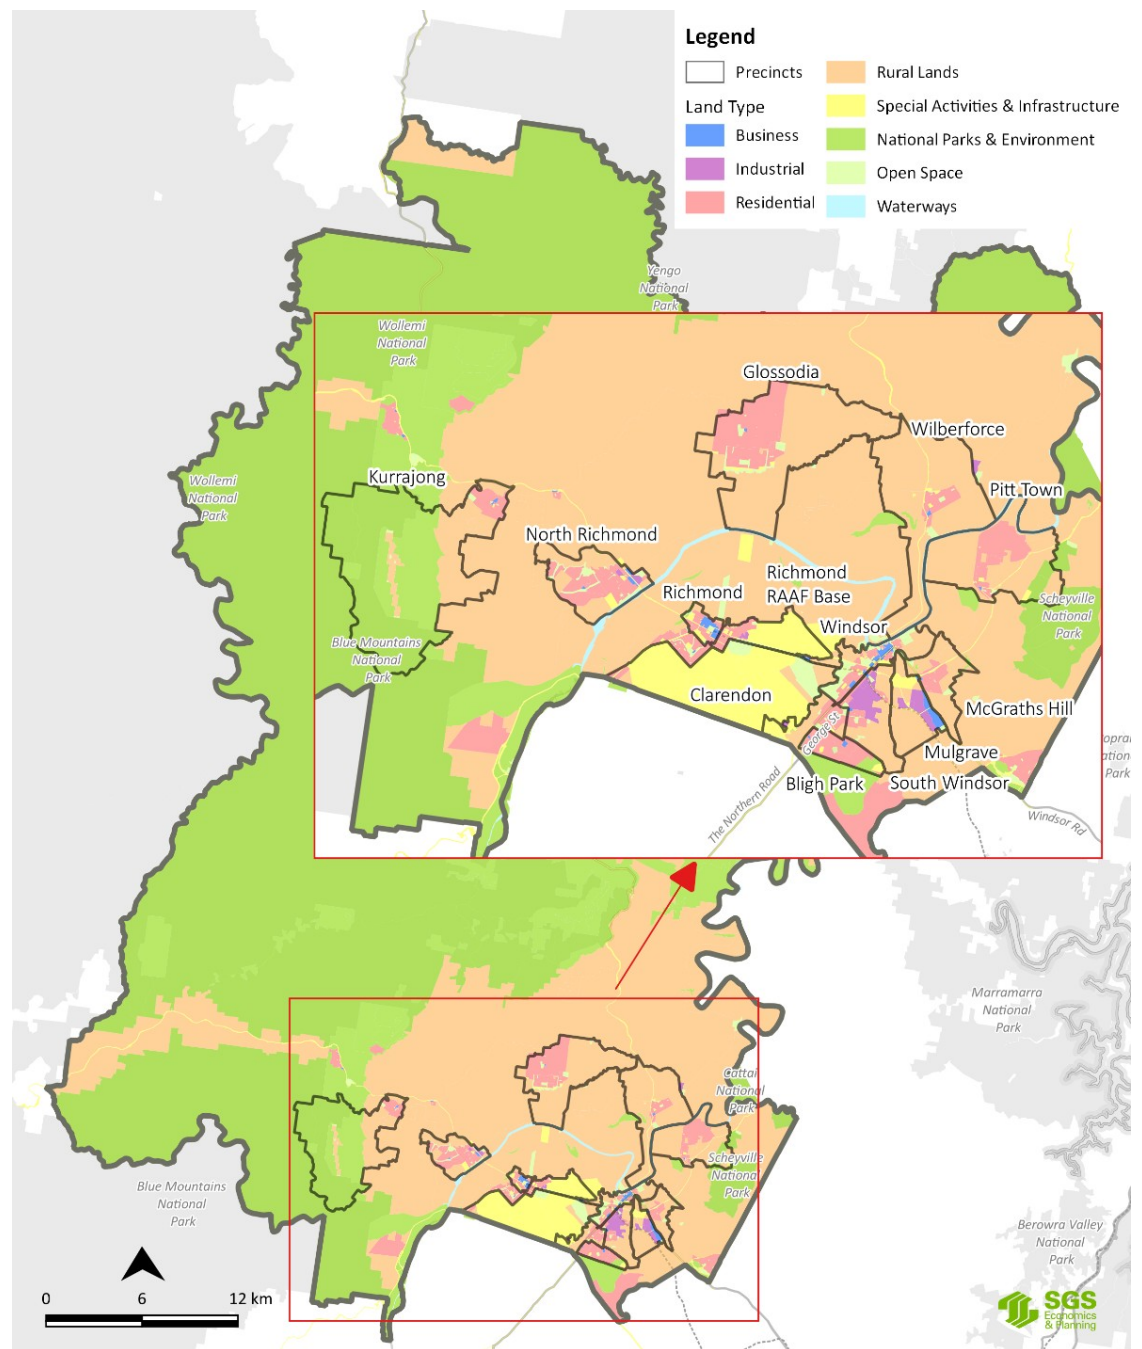 Legend
Precincts
Land Type
Business
Industrial
Residential
Rural Lands
Special Activities & Infrastructure
National Parks & Environment
Open Space
Waterways
Yengo
National
Park
Wollemi
National
Park
Wollemi
National
Park
Glossodia
Wilberforce
Kurrajong
Pitt Town
North Richmond
Richmond
Richmond
RAAF Base
Windsor
Scheyville
National
Park
Blue Mountains
National
Park
Clarendon
George St
McGraths Hill
Mulgrave
Bligh Park
South Windsor
The Northern Road
Windsor Rd
Park
Marramarra
National
Park
Cattai
National
Park
Scheyville
National
Park
Blue Mountains
National
Park
Berowra Valley
National
Park
0 6 12 km
SGS
Economics
& Planning